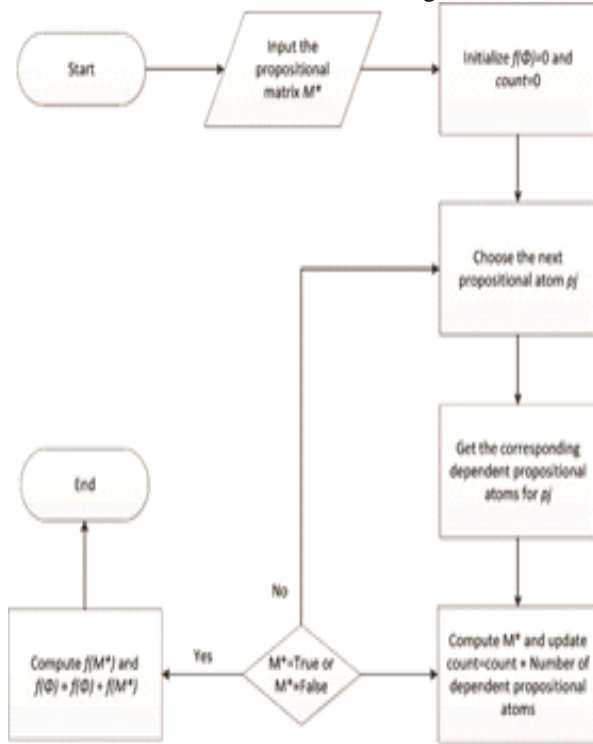 Start
Input the
propositional
matrix M*
Initialize f(Φ)=0 and
count=0
Choose the next
propositional atom pj
Get the corresponding
dependent propositional
atoms for pj
Compute M* and update
count=count + Number of
dependent propositional
atoms
M*=True or
M*=False
No
Yes
Compute f(M*) and
f(Φ) = f(Φ) + f(M*)
End